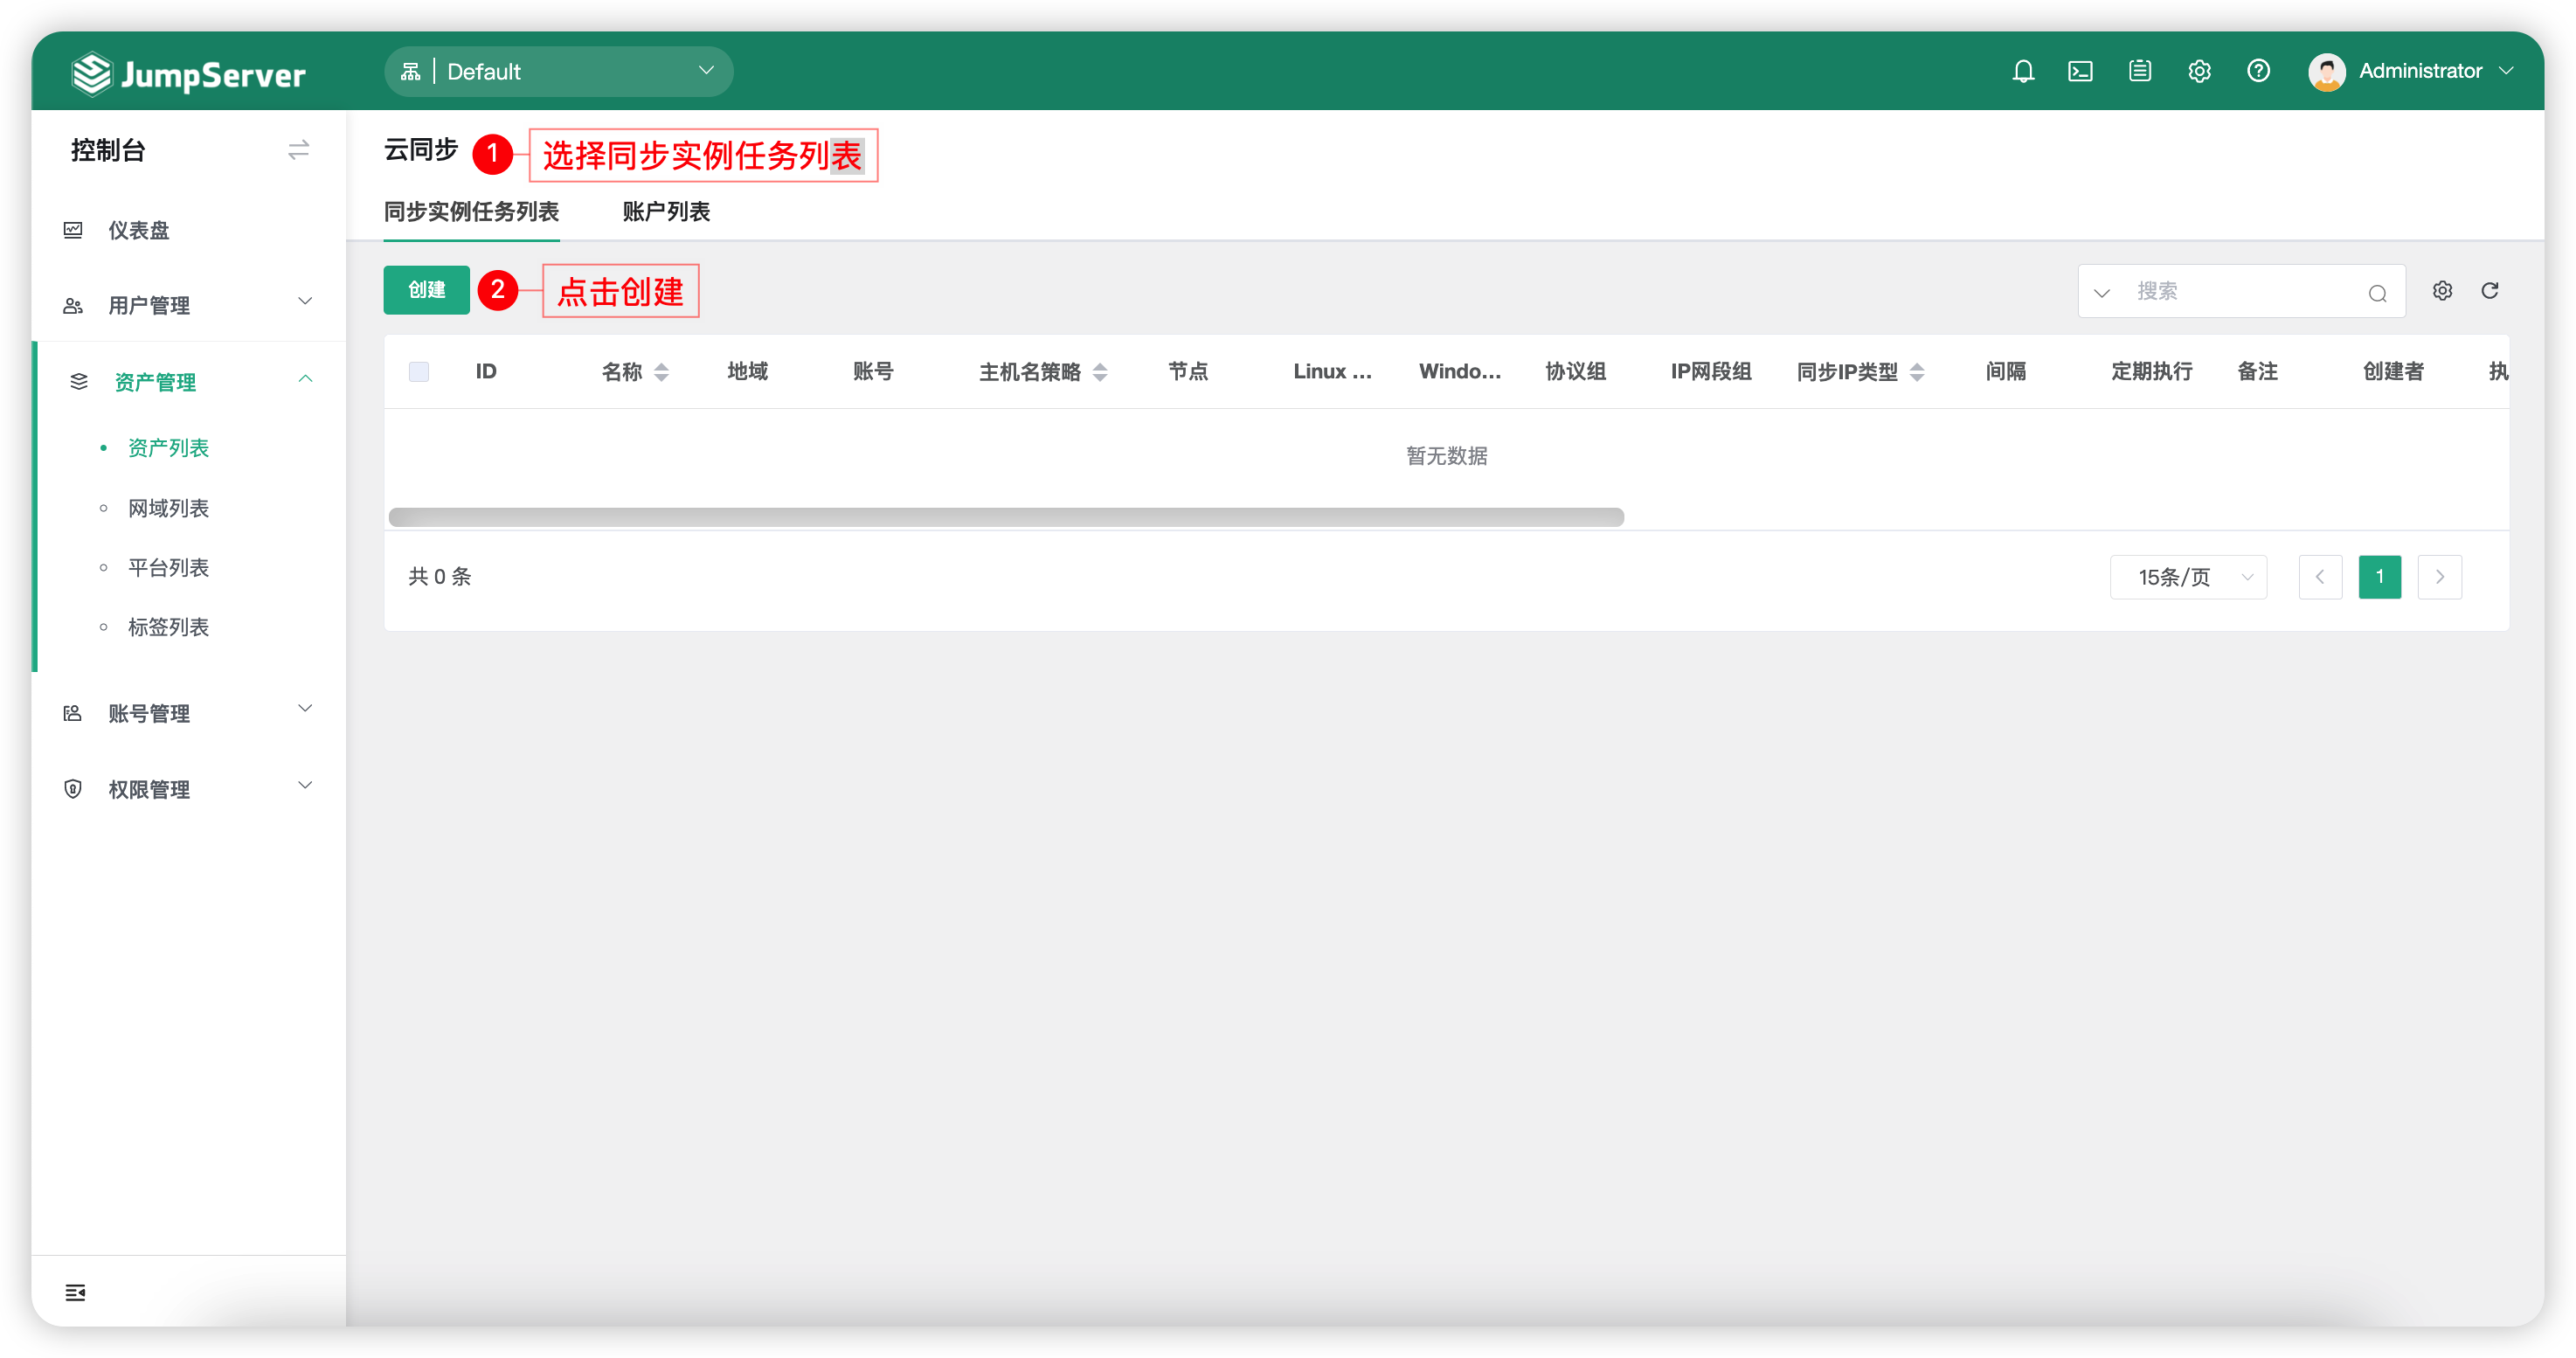 JumpServer
Default
Administrator
控制台
云同步
1
选择同步实例任务列表
同步实例任务列表
账户列表
仪表盘
用户管理
资产管理
资产列表
网域列表
平台列表
标签列表
账号管理
权限管理
创建
2
点击创建
搜索
ID 名称 地域 账号 主机名策略 节点 Linux ... Windo... 协议组 IP网段组 同步IP类型 间隔 定期执行 备注 创建者 执
暂无数据
共 0 条
15条/页
1